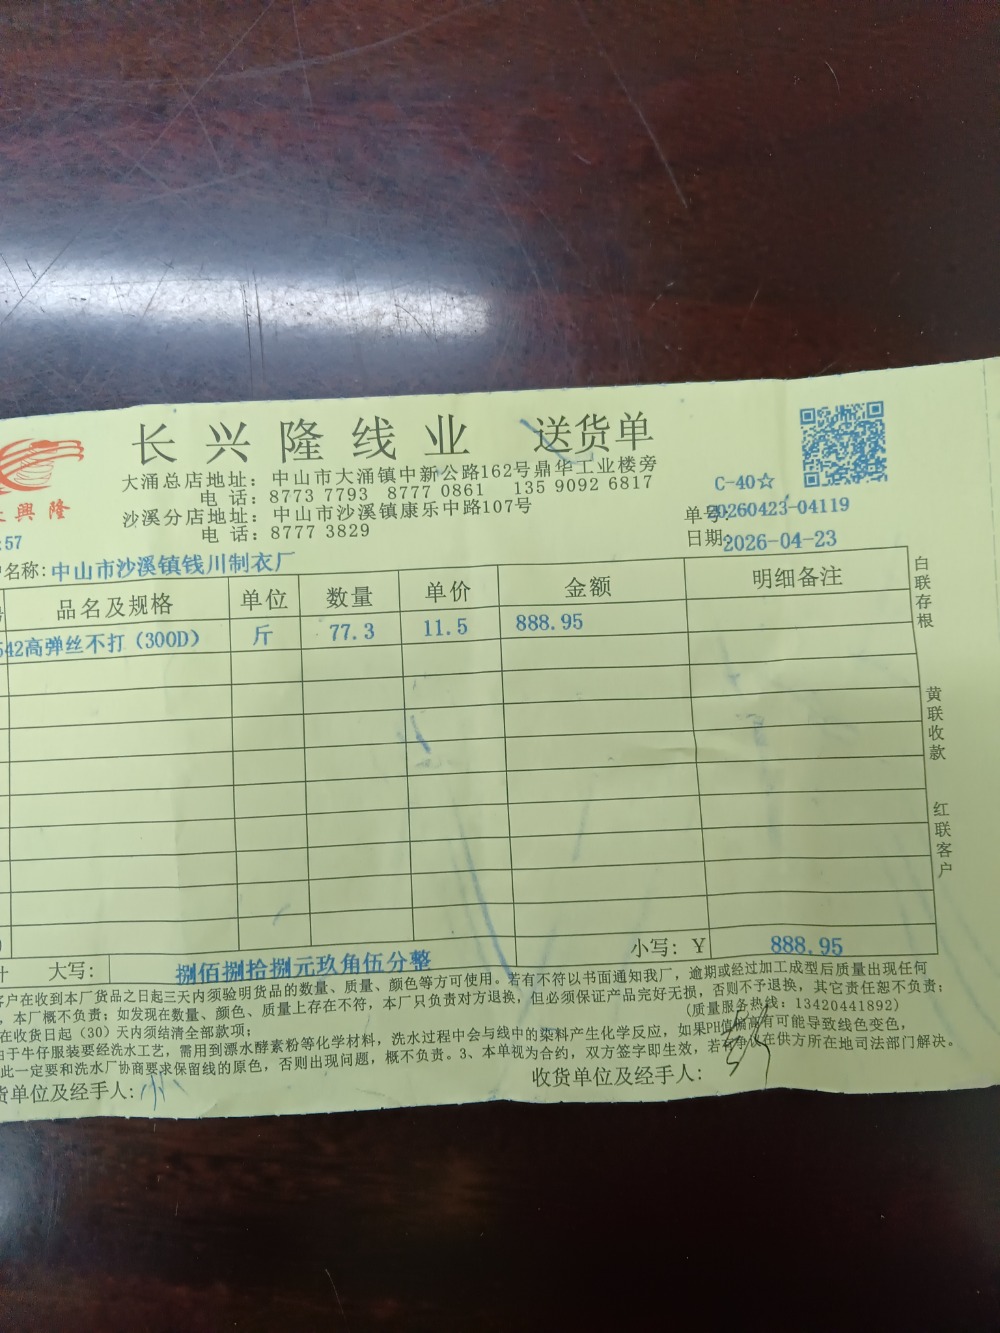 长兴隆线业 送货单
大涌总店地址：中山市大涌镇中新公路162号鼎华工业楼旁
电 话：8773 7793 8777 0861 135 9092 6817
沙溪分店地址：中山市沙溪镇康乐中路107号
电 话：8777 3829
興隆
C-40☆
单号:20260423-04119
日期:2026-04-23
:57
名称:中山市沙溪镇钱川制衣厂
品名及规格 单位 数量 单价 金额 明细备注
542高弹丝不打（300D） 斤 77.3 11.5 888.95
白联存根
黄联收款
红联客户
计 大写: 捌佰捌拾捌元玖角伍分整 小写: ¥ 888.95
客户在收到本厂货品之日起三天内须验明货品的数量、质量、颜色等方可使用。若有不符以书面通知我厂，逾期或经过加工成型后质量出现任何
，本厂概不负责；如发现在数量、颜色、质量上存在不符，本厂只负责对方退换，但必须保证产品完好无损，否则不予退换，其它责任恕不负责；
在收货日起（30）天内须结清全部款项； (质量服务热线：13420441892)
由于牛仔服装要经洗水工艺，需用到漂水酵素粉等化学材料，洗水过程中会与线中的染料产生化学反应，如果PH值偏高有可能导致线色变色，
此一定要和洗水厂协商要求保留线的原色，否则出现问题，概不负责。3、本单视为合约，双方签字即生效，若有争议在供方所在地司法部门解决。
货单位及经手人: 收货单位及经手人: